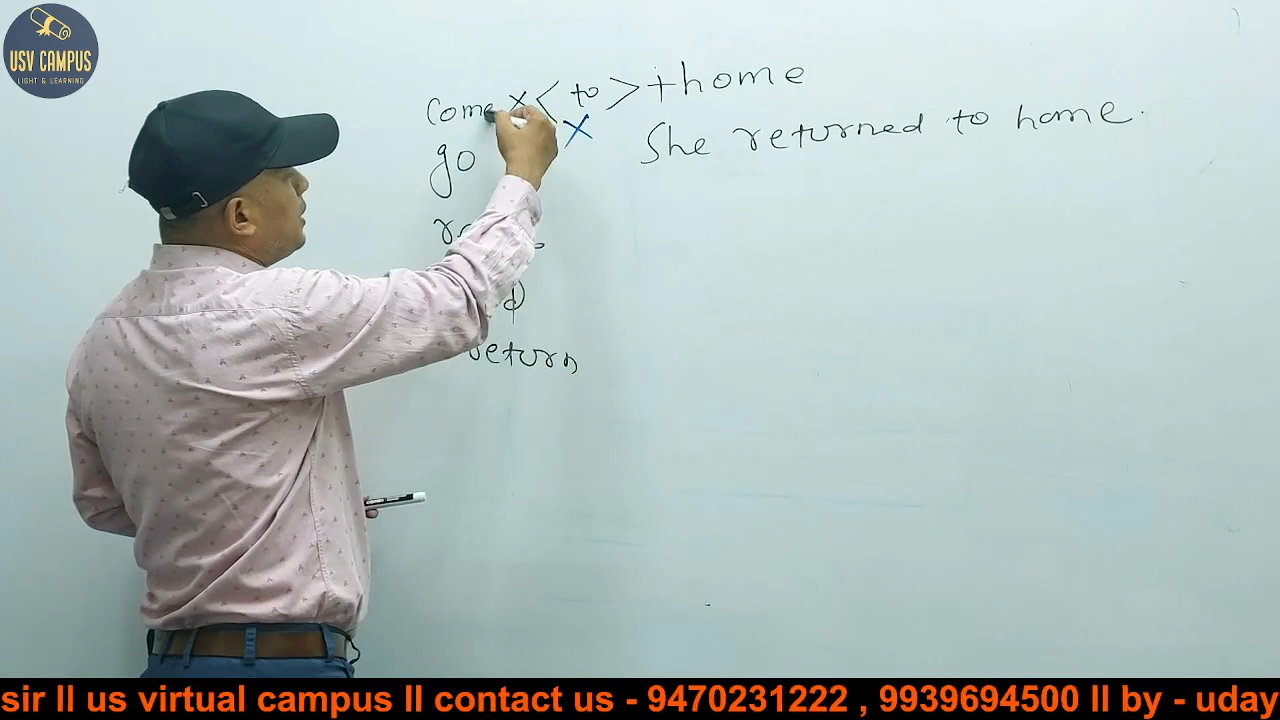 USV CAMPUS
LIGHT & LEARNING
Come x < to > + home
X
go
She returned to home.
return
sir II us virtual campus II contact us - 9470231222 , 9939694500 II by - uday